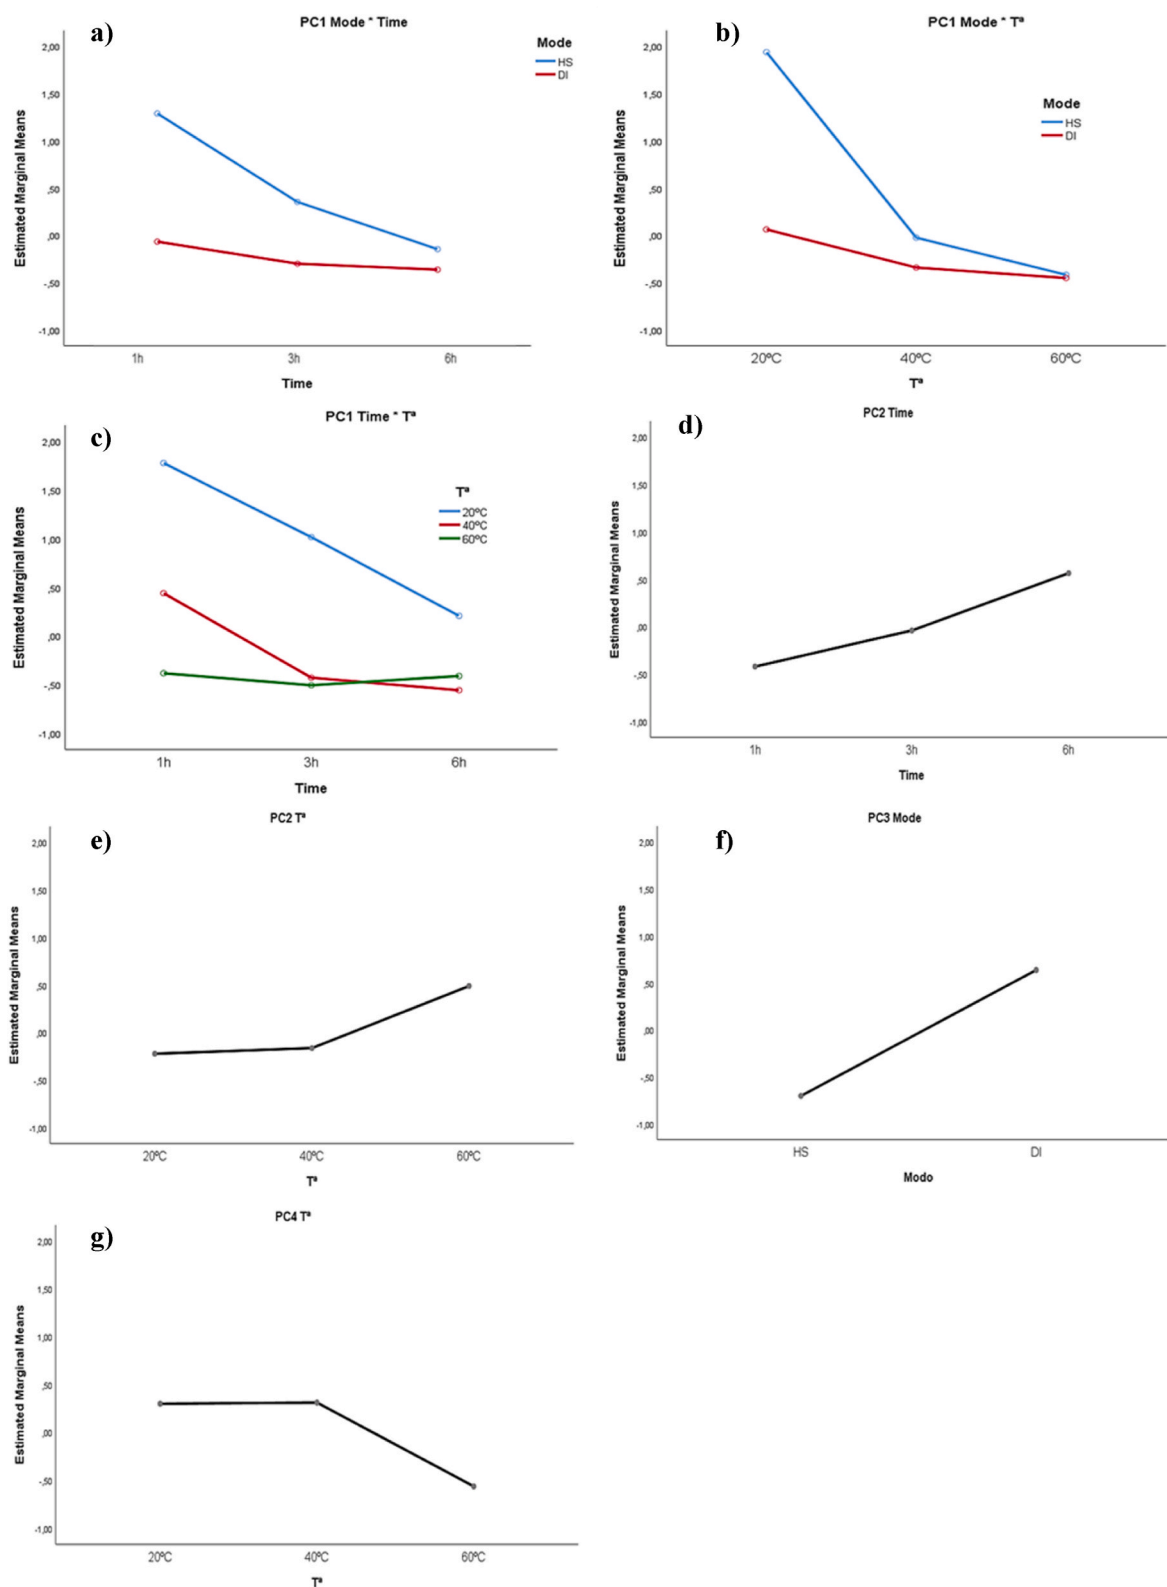 a)
PC1 Mode * Time
Estimated Marginal Means
2,00
1,50
1,00
,50
,00
-,50
-1,00
1h
3h
6h
Time
Mode
HS
DI
b)
PC1 Mode * Tª
Estimated Marginal Means
2,00
1,50
1,00
,50
,00
-,50
-1,00
20ºC
40ºC
60ºC
Tª
Mode
HS
DI
c)
PC1 Time * Tª
Estimated Marginal Means
2,00
1,50
1,00
,50
,00
-,50
-1,00
1h
3h
6h
Time
Tª
20ºC
40ºC
60ºC
d)
PC2 Time
Estimated Marginal Means
2,00
1,50
1,00
,50
,00
-,50
-1,00
1h
3h
6h
Time
e)
PC2 Tª
Estimated Marginal Means
2,00
1,50
1,00
,50
,00
-,50
-1,00
20ºC
40ºC
60ºC
Tª
f)
PC3 Mode
Estimated Marginal Means
2,00
1,50
1,00
,50
,00
-,50
-1,00
HS
DI
Modo
g)
PC4 Tª
Estimated Marginal Means
2,00
1,50
1,00
,50
,00
-,50
-1,00
20ºC
40ºC
60ºC
Tª